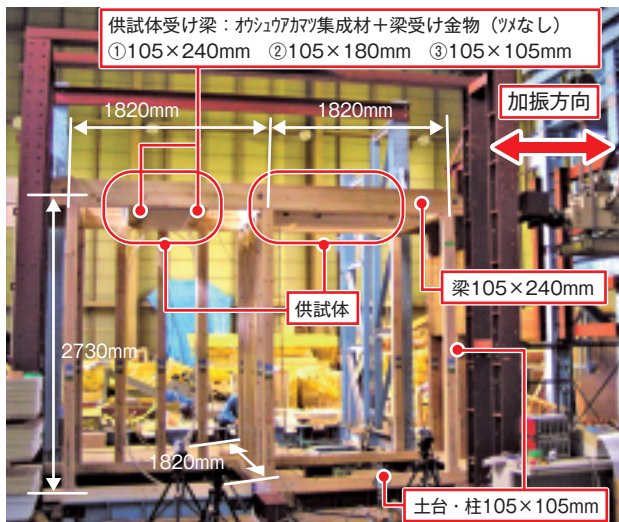 供試体受け梁：オウシュウアカマツ集成材＋梁受け金物（ツメなし）
①105×240mm　②105×180mm　③105×105mm
1820mm
1820mm
加振方向
梁105×240mm
供試体
2730mm
1820mm
土台・柱105×105mm